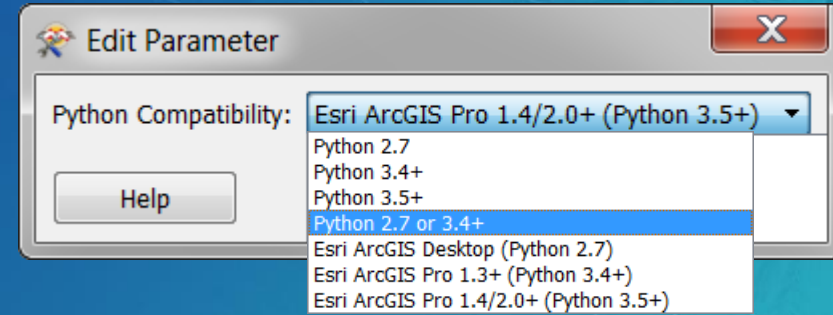 Edit Parameter
Python Compatibility: Esri ArcGIS Pro 1.4/2.0+ (Python 3.5+)
Python 2.7
Python 3.4+
Python 3.5+
Python 2.7 or 3.4+
Esri ArcGIS Desktop (Python 2.7)
Esri ArcGIS Pro 1.3+ (Python 3.4+)
Esri ArcGIS Pro 1.4/2.0+ (Python 3.5+)
Help